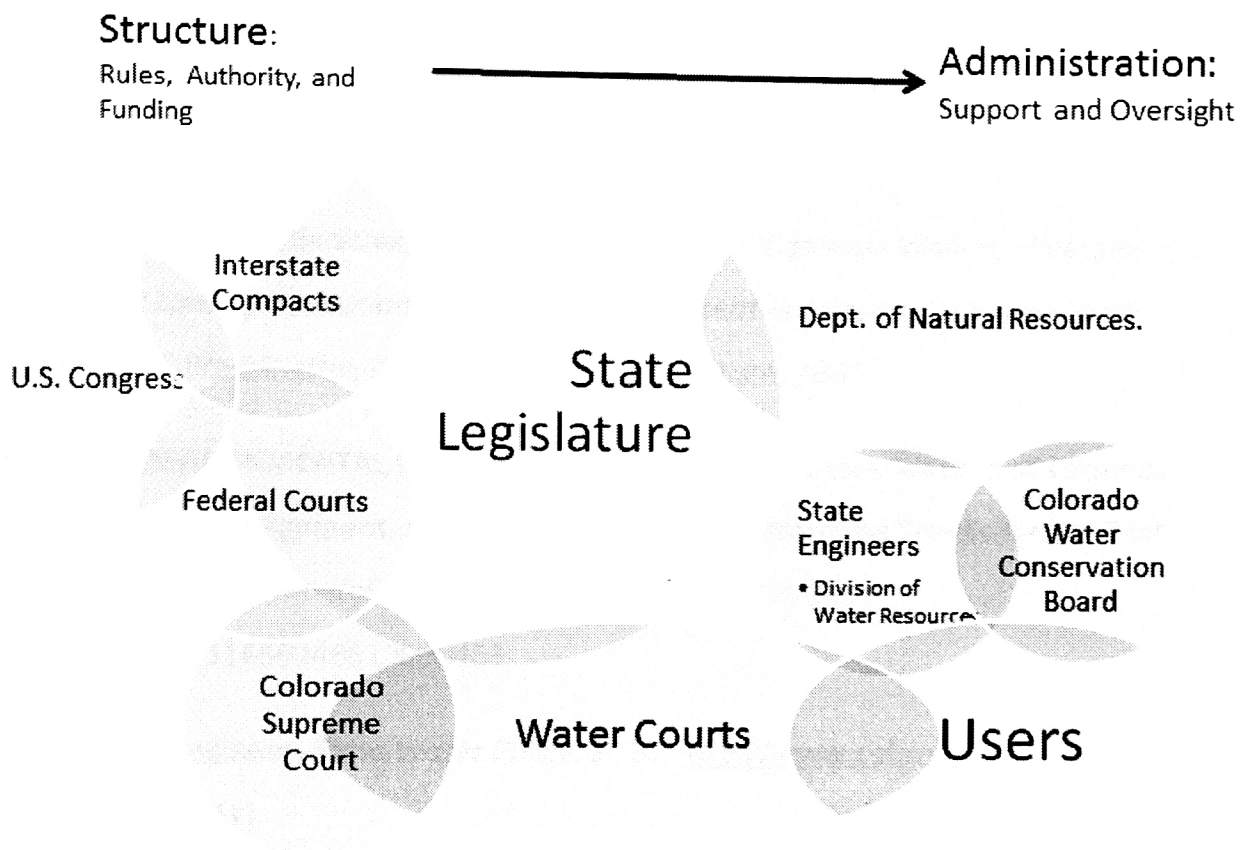 Structure:
Rules, Authority, and
Funding
Administration:
Support and Oversight
Interstate
Compacts
U.S. Congress
Federal Courts
State
Legislature
Dept. of Natural Resources.
State
Engineers
• Division of
Water Resource
Colorado
Water
Conservation
Board
Colorado
Supreme
Court
Water Courts
Users